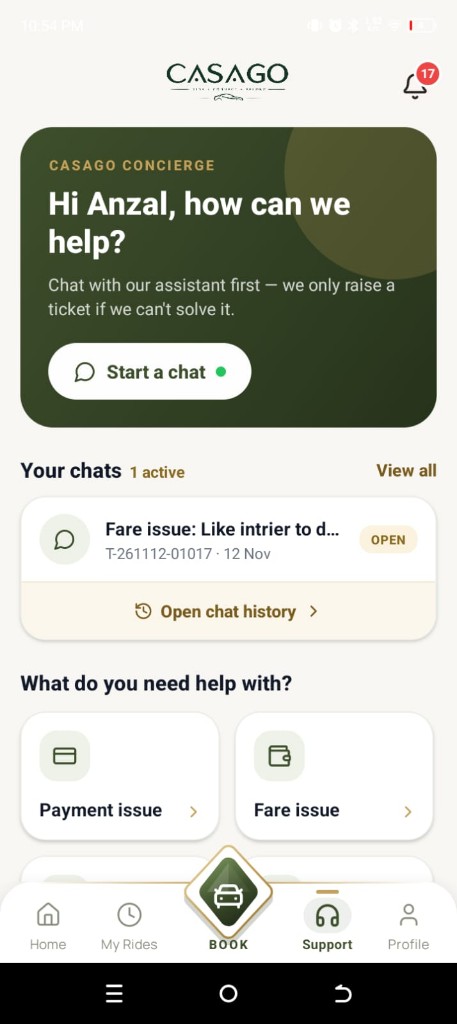 10:54 PM
CASAGO
17
CASAGO CONCIERGE
Hi Anzal, how can we
help?
Chat with our assistant first — we only raise a
ticket if we can't solve it.
Start a chat
Your chats 1 active
View all
Fare issue: Like intrier to d...
T-261112-01017 · 12 Nov
OPEN
Open chat history
What do you need help with?
Payment issue
Fare issue
Home
My Rides
BOOK
Support
Profile